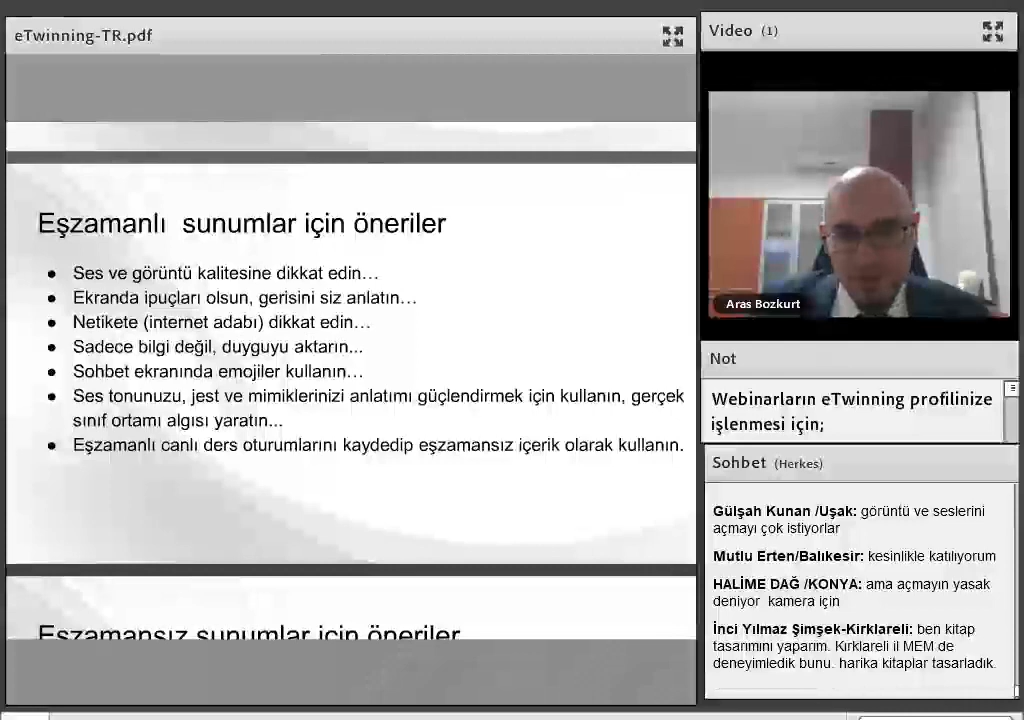 eTwinning-TR.pdf
Eşzamanlı sunumlar için öneriler
● Ses ve görüntü kalitesine dikkat edin…
● Ekranda ipuçları olsun, gerisini siz anlatın…
● Netikete (internet adabı) dikkat edin…
● Sadece bilgi değil, duyguyu aktarın...
● Sohbet ekranında emojiler kullanın…
● Ses tonunuzu, jest ve mimiklerinizi anlatımı güçlendirmek için kullanın, gerçek
sınıf ortamı algısı yaratın...
● Eşzamanlı canlı ders oturumlarını kaydedip eşzamansız içerik olarak kullanın.
Eşzamansız sunumlar için öneriler
Video (1)
Aras Bozkurt
Not
Webinarların eTwinning profilinize
işlenmesi için;
Sohbet (Herkes)
Gülşah Kunan /Uşak: görüntü ve seslerini
açmayı çok istiyorlar
Mutlu Erten/Balıkesir: kesinlikle katılıyorum
HALİME DAĞ /KONYA: ama açmayın yasak
deniyor kamera için
İnci Yılmaz Şimşek-Kirklareli: ben kitap
tasarımını yaparım. Kırklareli il MEM de
deneyimledik bunu. harika kitaplar tasarladık.